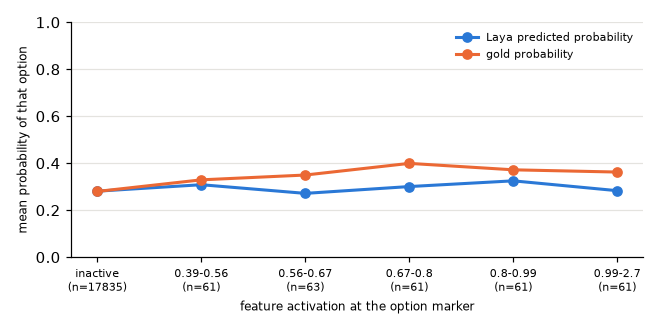 1.0
0.8
0.6
0.4
0.2
0.0
mean probability of that option
Laya predicted probability
gold probability
inactive
(n=17835)
0.39-0.56
(n=61)
0.56-0.67
(n=63)
0.67-0.8
(n=61)
0.8-0.99
(n=61)
0.99-2.7
(n=61)
feature activation at the option marker